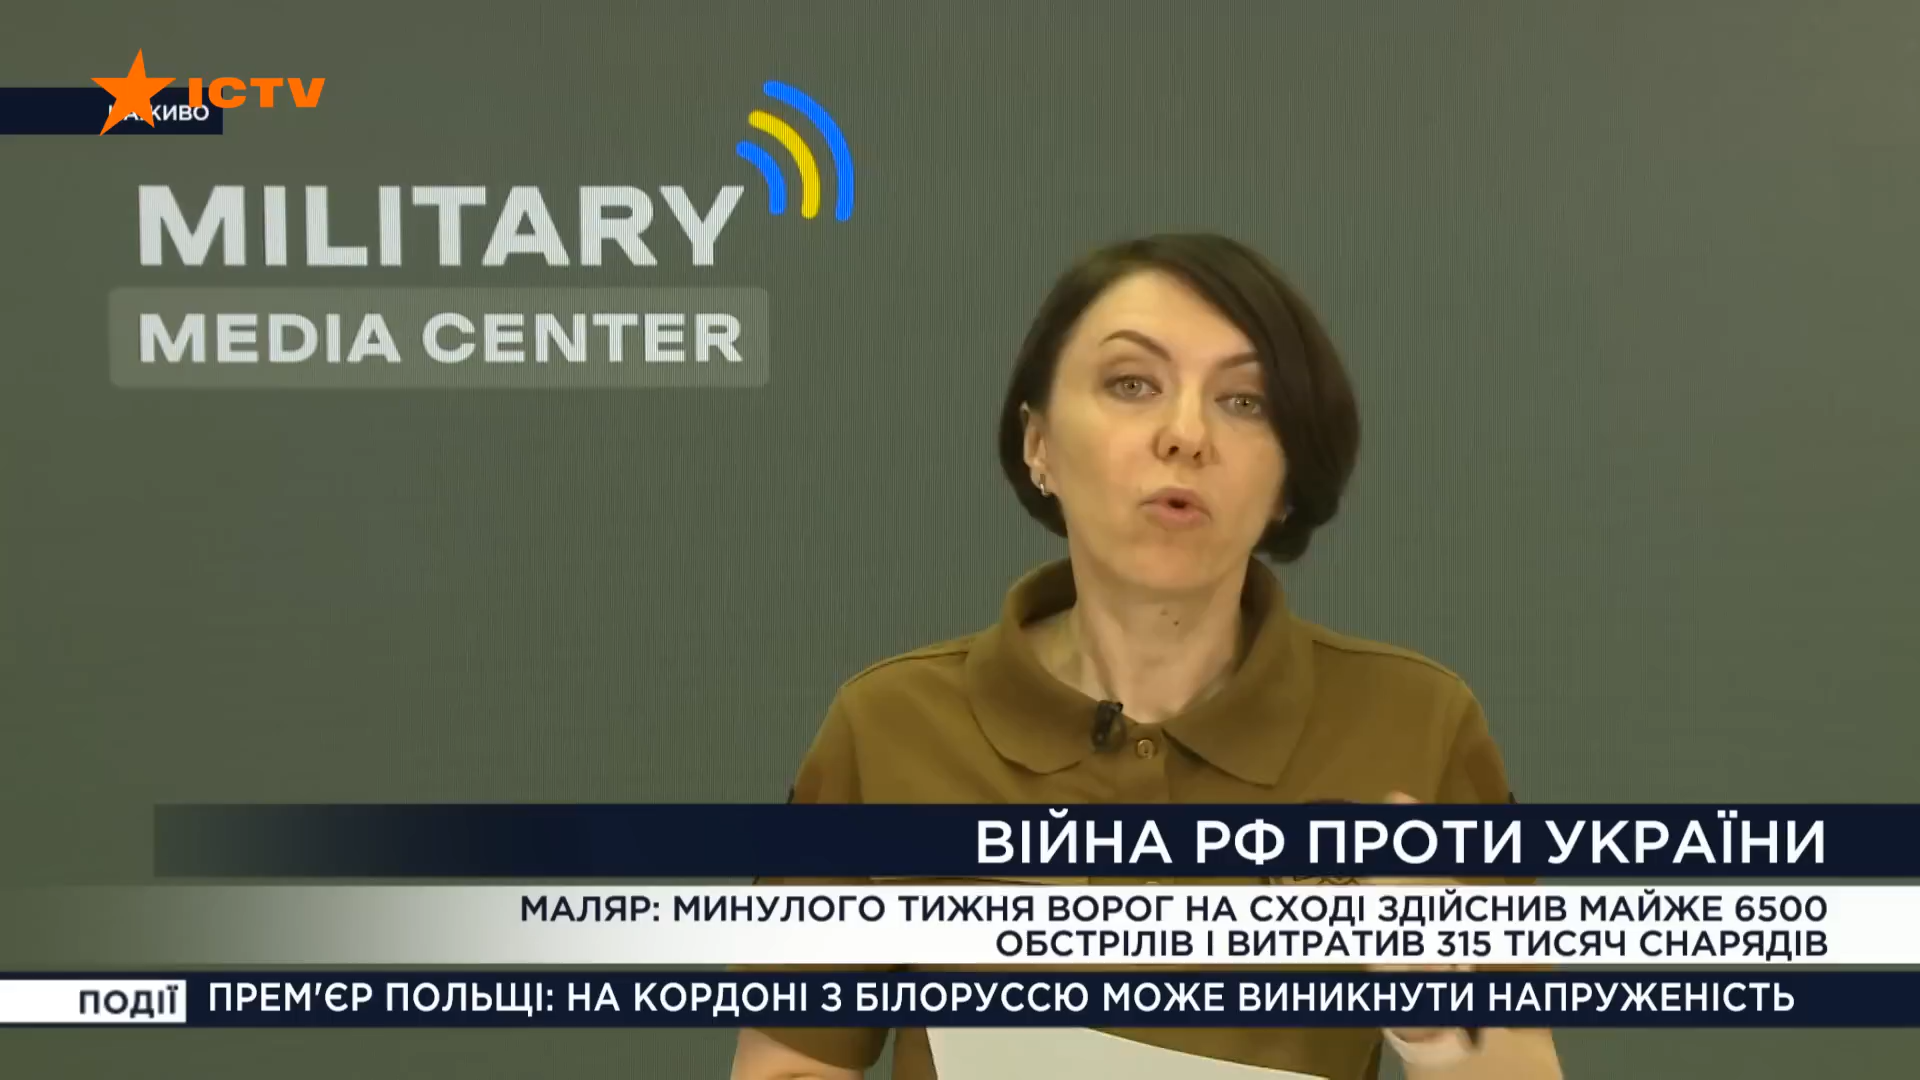 ICTV
НАЖИВО
MILITARY
MEDIA CENTER
ВІЙНА РФ ПРОТИ УКРАЇНИ
МАЛЯР: МИНУЛОГО ТИЖНЯ ВОРОГ НА СХОДІ ЗДІЙСНИВ МАЙЖЕ 6500
ОБСТРІЛІВ І ВИТРАТИВ 315 ТИСЯЧ СНАРЯДІВ
ПОДІЇ ПРЕМ'ЄР ПОЛЬЩІ: НА КОРДОНІ З БІЛОРУССЮ МОЖЕ ВИНИКНУТИ НАПРУЖЕНІСТЬ